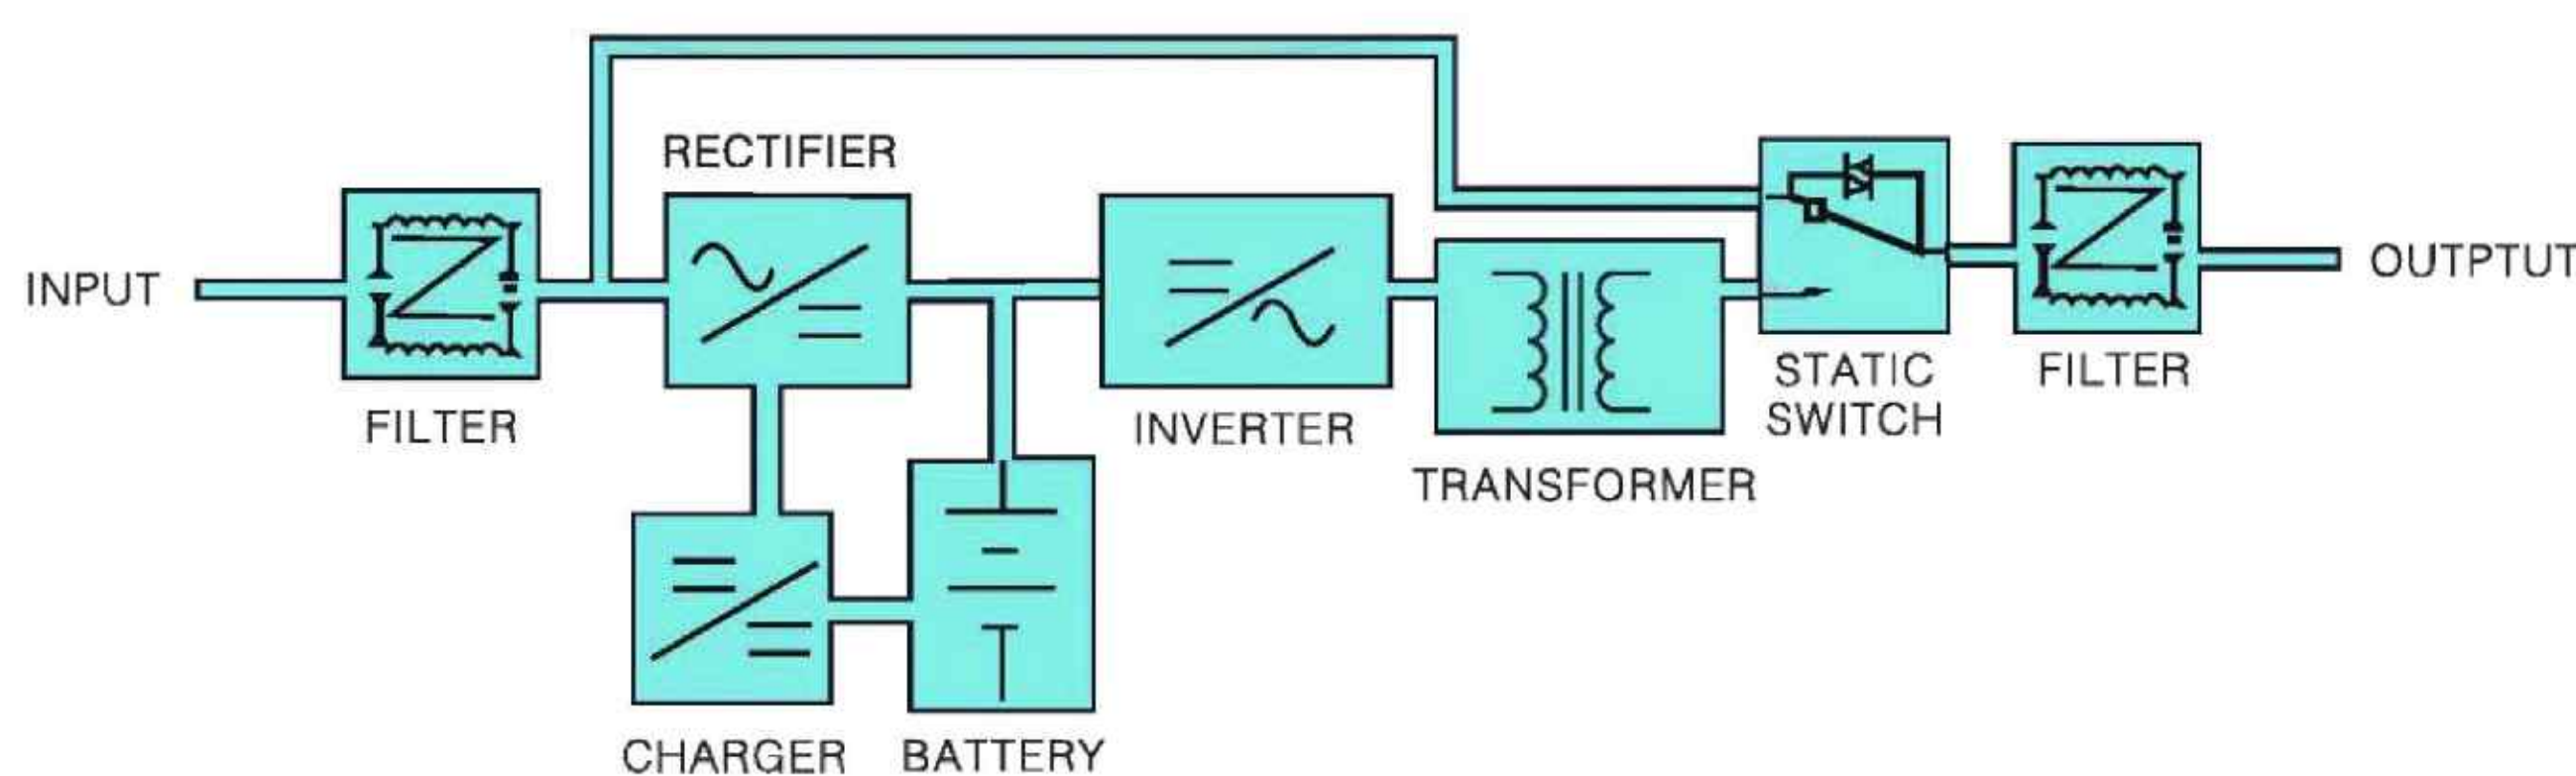 RECTIFIER
INPUT
OUTPTUT
FILTER
INVERTER
TRANSFORMER
STATIC
SWITCH
FILTER
CHARGER
BATTERY